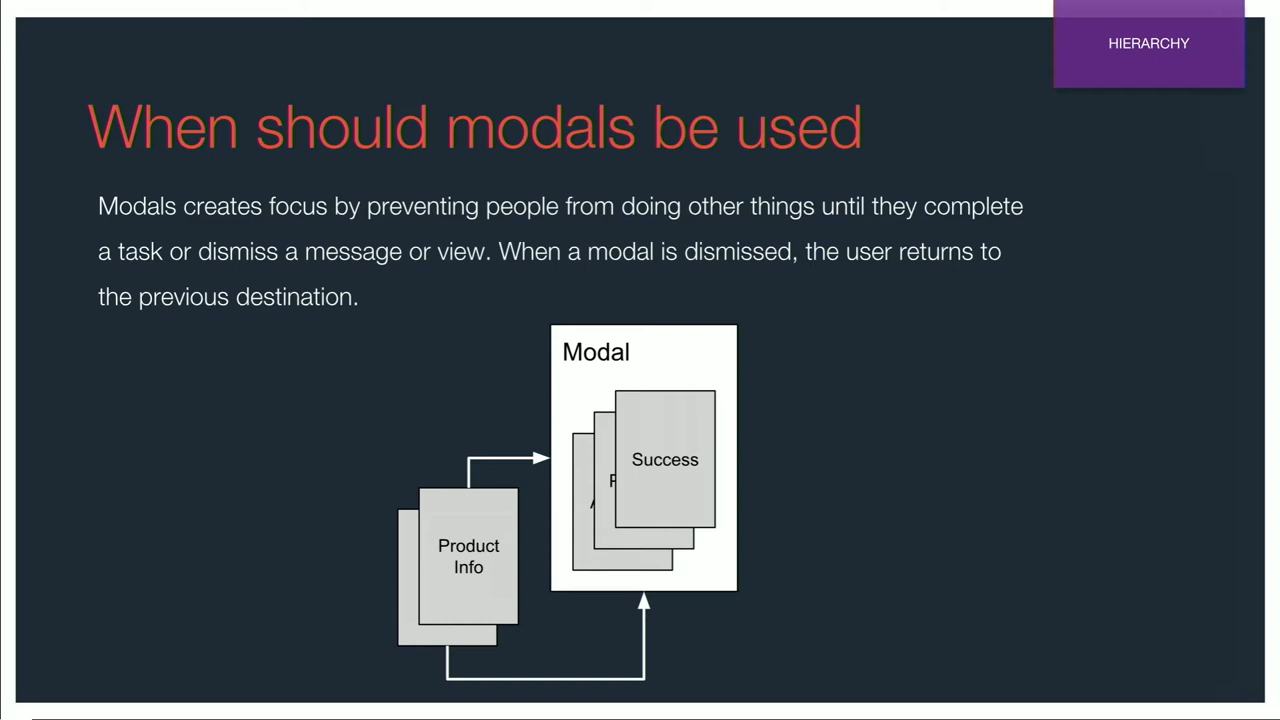 HIERARCHY
When should modals be used
Modals creates focus by preventing people from doing other things until they complete
a task or dismiss a message or view. When a modal is dismissed, the user returns to
the previous destination.
Modal
Success
Product
Info